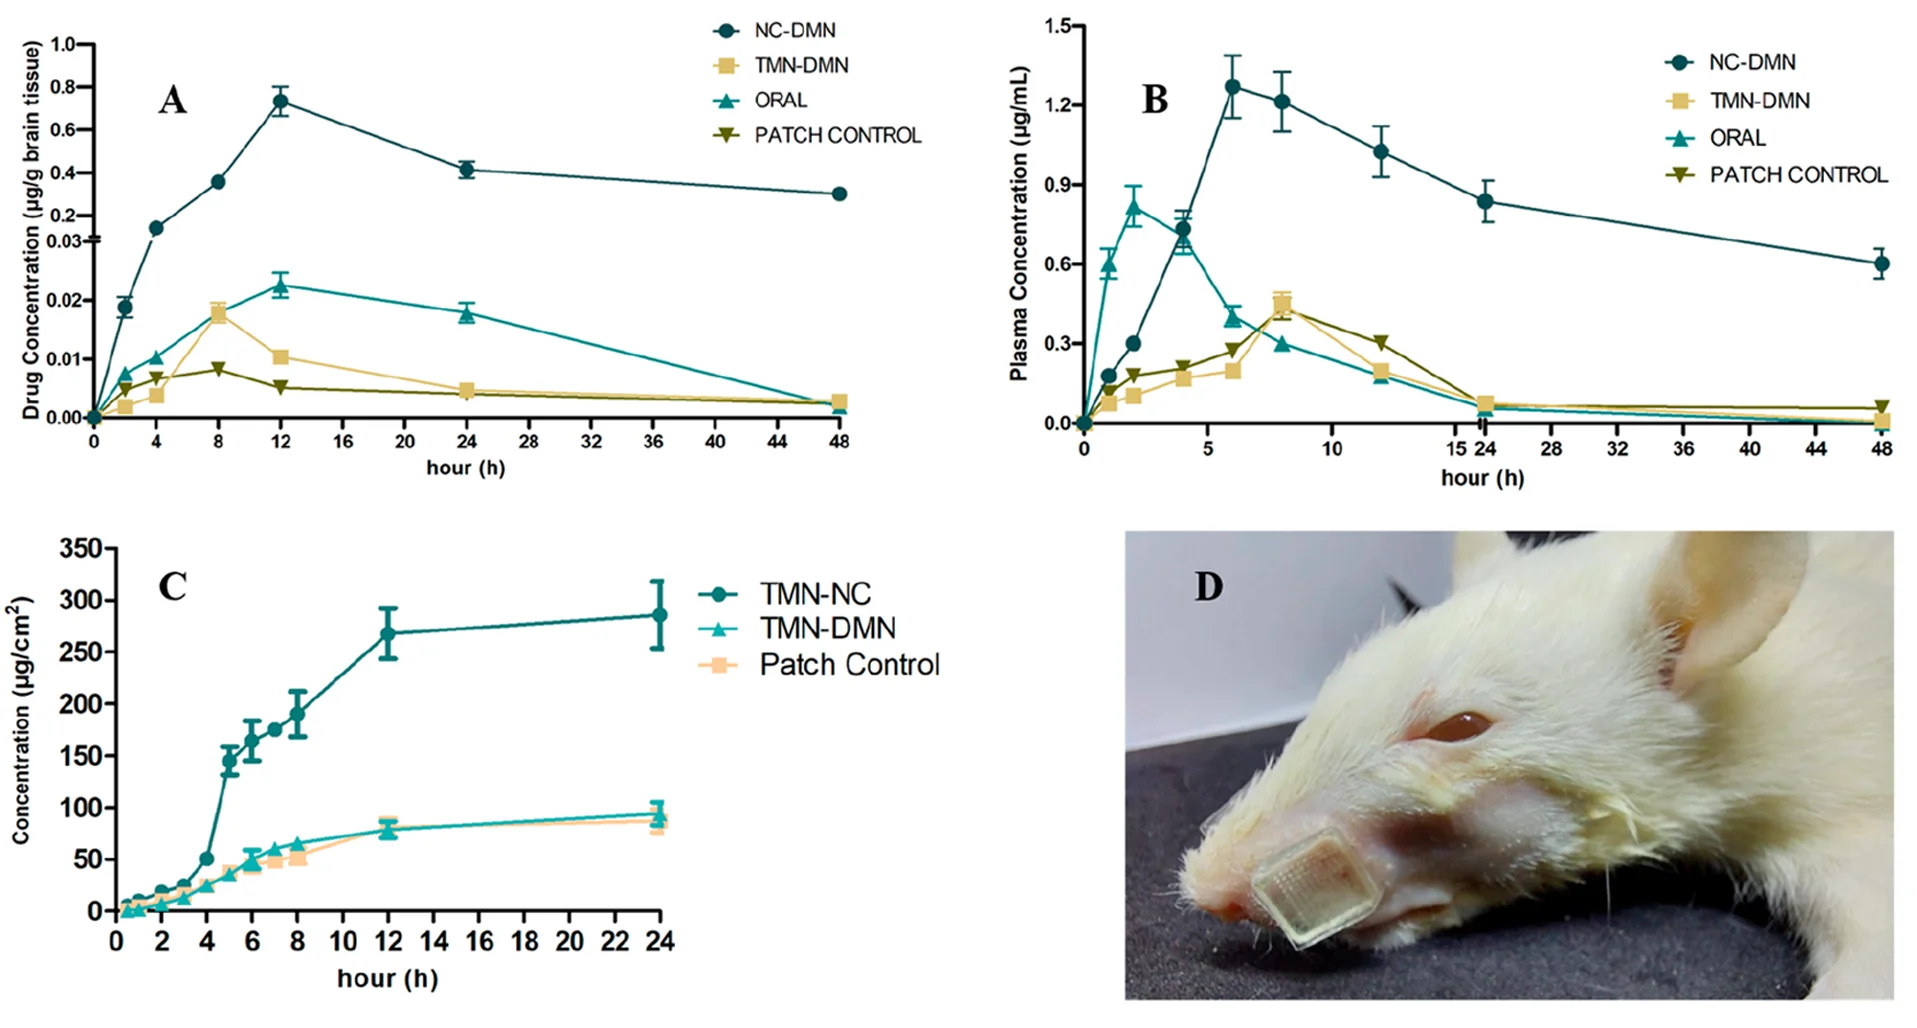 A
Drug Concentration (µg/g brain tissue)
1.0
0.8
0.6
0.4
0.2
0.03
0.02
0.01
0.00
0 4 8 12 16 20 24 28 32 36 40 44 48
hour (h)
NC-DMN
TMN-DMN
ORAL
PATCH CONTROL
B
Plasma Concentration (µg/mL)
1.5
1.2
0.9
0.6
0.3
0.0
0 5 10 15 24 28 32 36 40 44 48
hour (h)
NC-DMN
TMN-DMN
ORAL
PATCH CONTROL
C
Concentration (µg/cm²)
350
300
250
200
150
100
50
0
0 2 4 6 8 10 12 14 16 18 20 22 24
hour (h)
TMN-NC
TMN-DMN
Patch Control
D